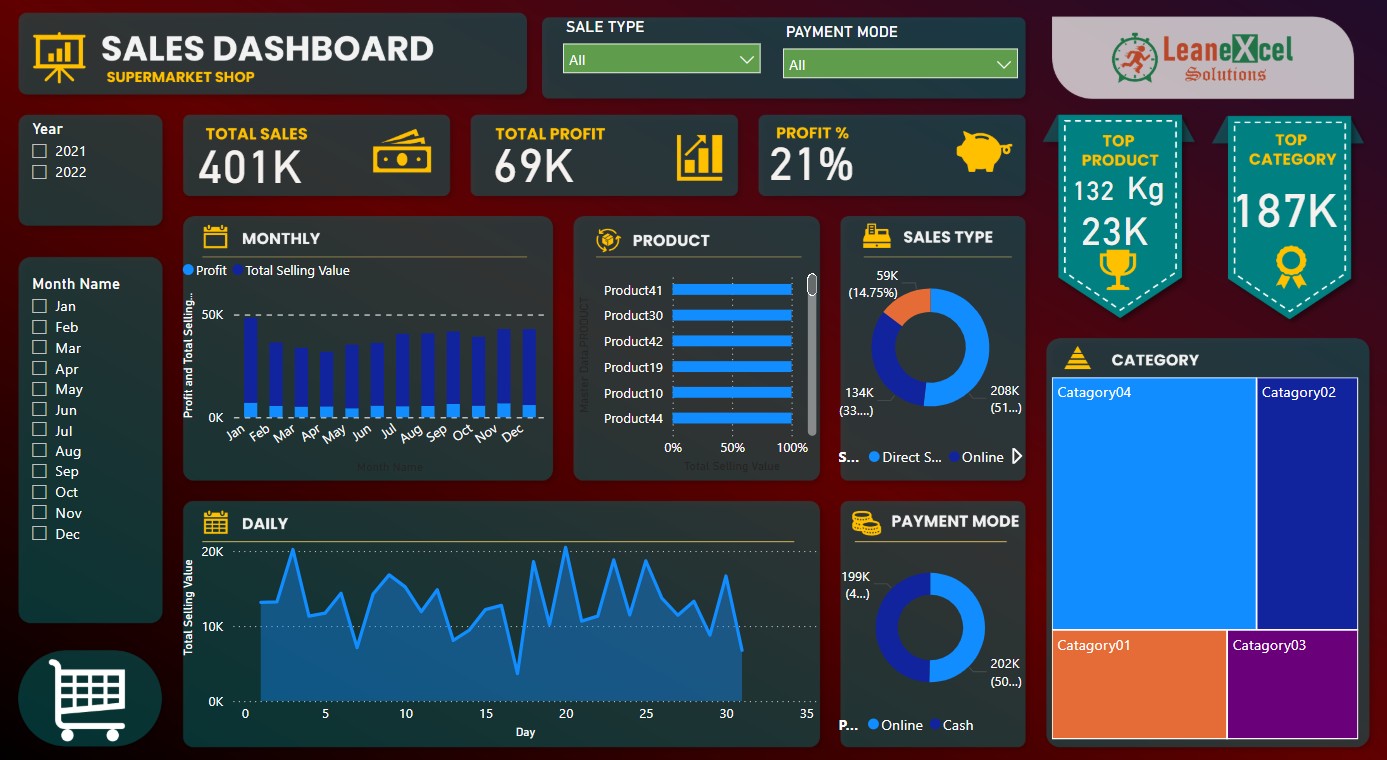 SALES DASHBOARD
SUPERMARKET SHOP
SALE TYPE
All
PAYMENT MODE
All
LeaneXcel
Solutions
Year
2021
2022
TOTAL SALES
401K
TOTAL PROFIT
69K
PROFIT %
21%
TOP
PRODUCT
132 Kg
23K
TOP
CATEGORY
187K
Month Name
Jan
Feb
Mar
Apr
May
Jun
Jul
Aug
Sep
Oct
Nov
Dec
MONTHLY
Profit Total Selling Value
Profit and Total Selling...
50K
0K
Jan Feb Mar Apr May Jun Jul Aug Sep Oct Nov Dec
Month Name
PRODUCT
Master Data.PRODUCT
Product41
Product30
Product42
Product19
Product10
Product44
0% 50% 100%
Total Selling Value
SALES TYPE
59K
(14.75%)
134K
(33....)
208K
(51...)
S... Direct S... Online
DAILY
Total Selling Value
20K
10K
0K
0 5 10 15 20 25 30 35
Day
PAYMENT MODE
199K
(4...)
202K
(50...)
P... Online Cash
CATEGORY
Catagory04
Catagory02
Catagory01
Catagory03